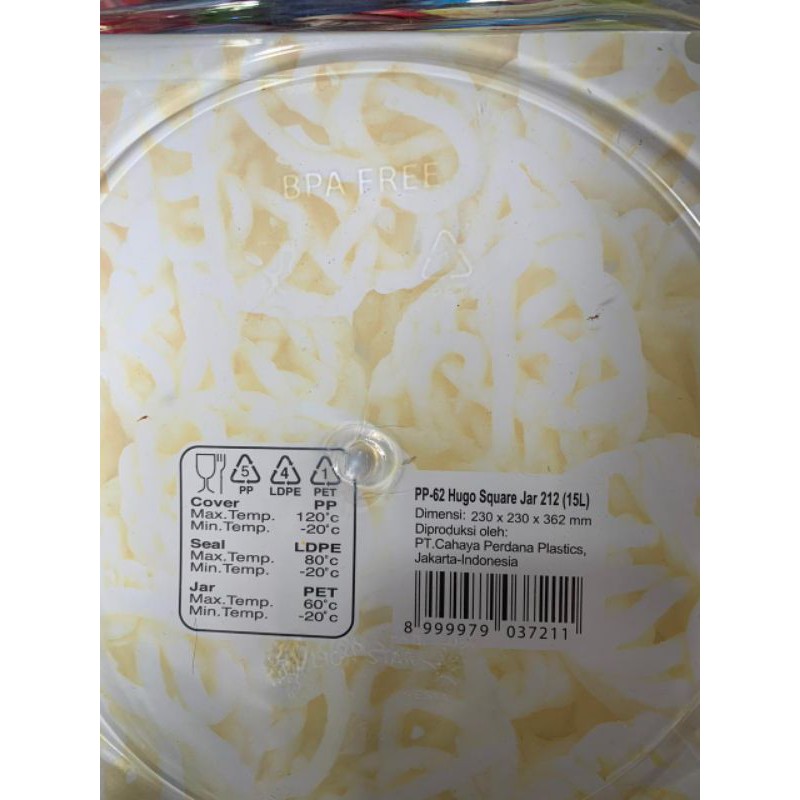 BPA FREE
5 4 1
PP LDPE PET
Cover PP
Max.Temp. 120°c
Min.Temp. -20°c
Seal LDPE
Max.Temp. 80°c
Min.Temp. -20°c
Jar PET
Max.Temp. 60°c
Min.Temp. -20°c
PP-62 Hugo Square Jar 212 (15L)
Dimensi: 230 x 230 x 362 mm
Diproduksi oleh:
PT.Cahaya Perdana Plastics,
Jakarta-Indonesia
8 999979 037211